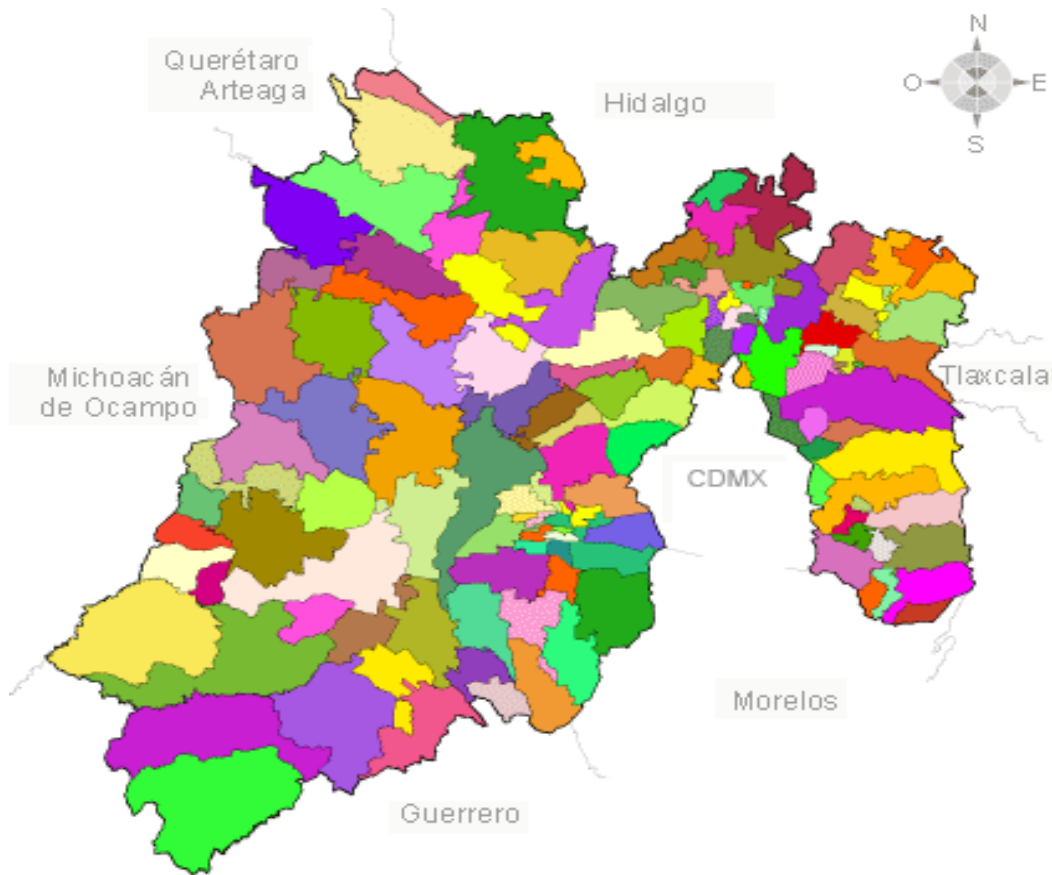 Querétaro
Arteaga
Hidalgo
N
O
E
S
Michoacán
de Ocampo
Tlaxcala
CDMX
Morelos
Guerrero